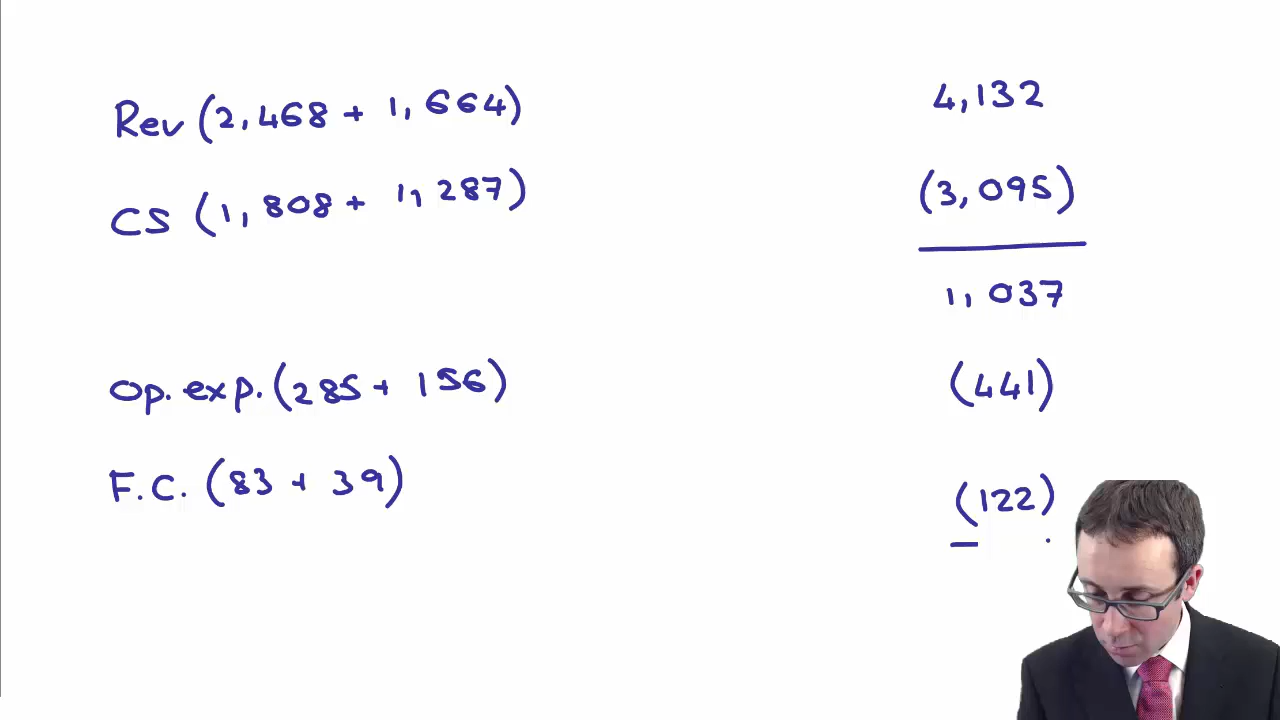 Rev (2,468 + 1,664) 4,132
CS (1,808 + 1,287) (3,095)
1,037
Op. exp. (285 + 156) (441)
F.C. (83 + 39) (122)